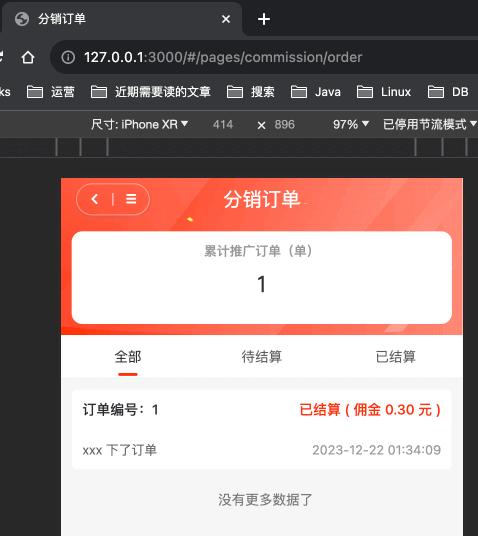 分销订单
127.0.0.1:3000/#/pages/commission/order
ks 运营 近期需要读的文章 搜索 Java Linux DB
尺寸: iPhone XR 414 × 896 97% 已停用节流模式
分销订单
累计推广订单（单）
1
全部 待结算 已结算
订单编号：1 已结算 ( 佣金 0.30 元 )
xxx 下了订单 2023-12-22 01:34:09
没有更多数据了